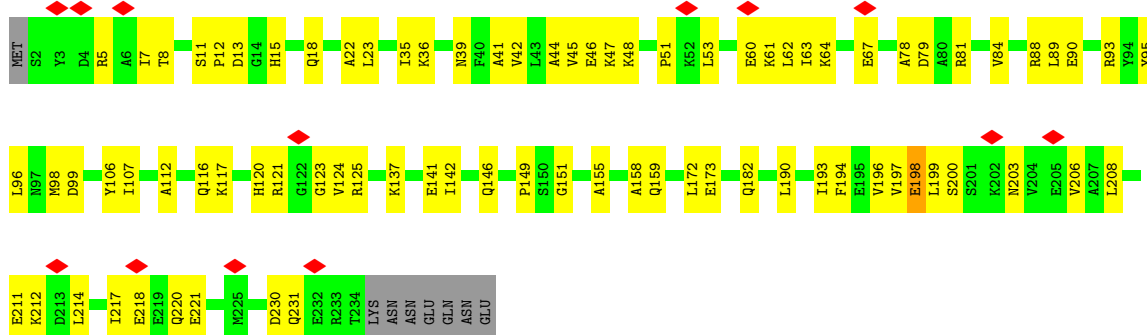 MET S2 Y3 D4 R5 A6 I7 T8 S11 P12 D13 G14 H15 Q18 A22 L23 I35 K36 N39 F40 A41 V42 L43 A44 V45 E46 K47 K48 P51 K52 L53 E60 K61 L62 I63 K64 E67 A78 D79 A80 R81 V84 R88 L89 E90 R93 Y94 Y95
L96 N97 M98 D99 Y106 I107 A112 Q116 K117 H120 R121 G122 G123 V124 R125 K137 E141 I142 Q146 P149 S150 G151 A155 A158 Q159 L172 E173 Q182 L190 I193 F194 E195 V196 V197 E198 L199 S200 S201 K202 N203 V204 E205 V206 A207 L208
E211 K212 D213 L214 I217 E218 E219 Q220 E221 M225 D230 Q231 E232 R233 T234 LYS ASN ASN GLU GLN ASN GLU